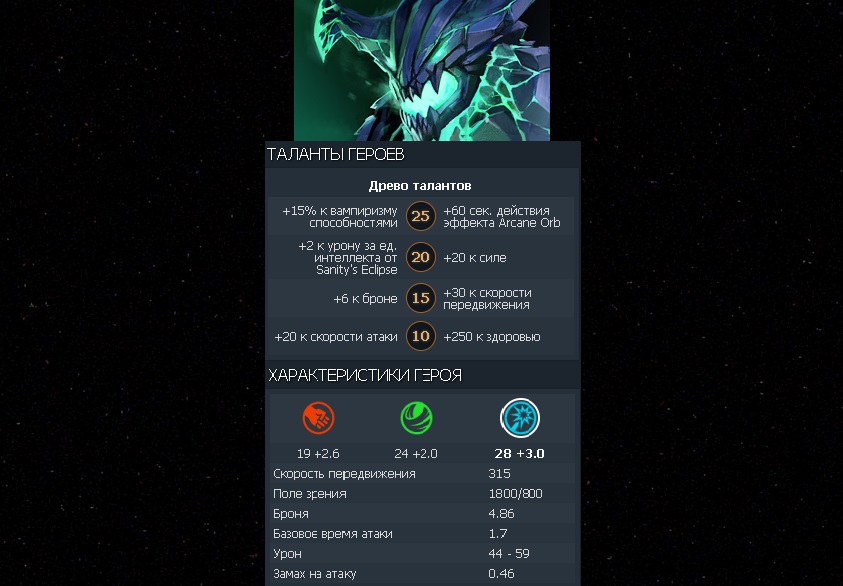 ТАЛАНТЫ ГЕРОЕВ
Древо талантов
+15% к вампиризму
способностями
25
+60 сек. действия
эффекта Arcane Orb
+2 к урону за ед.
интеллекта от
Sanity's Eclipse
20
+20 к силе
+6 к броне
15
+30 к скорости
передвижения
+20 к скорости атаки
10
+250 к здоровью
ХАРАКТЕРИСТИКИ ГЕРОЯ
19 +2.6
24 +2.0
28 +3.0
Скорость передвижения 315
Поле зрения 1800/800
Броня 4.86
Базовое время атаки 1.7
Урон 44 - 59
Замах на атаку 0.46